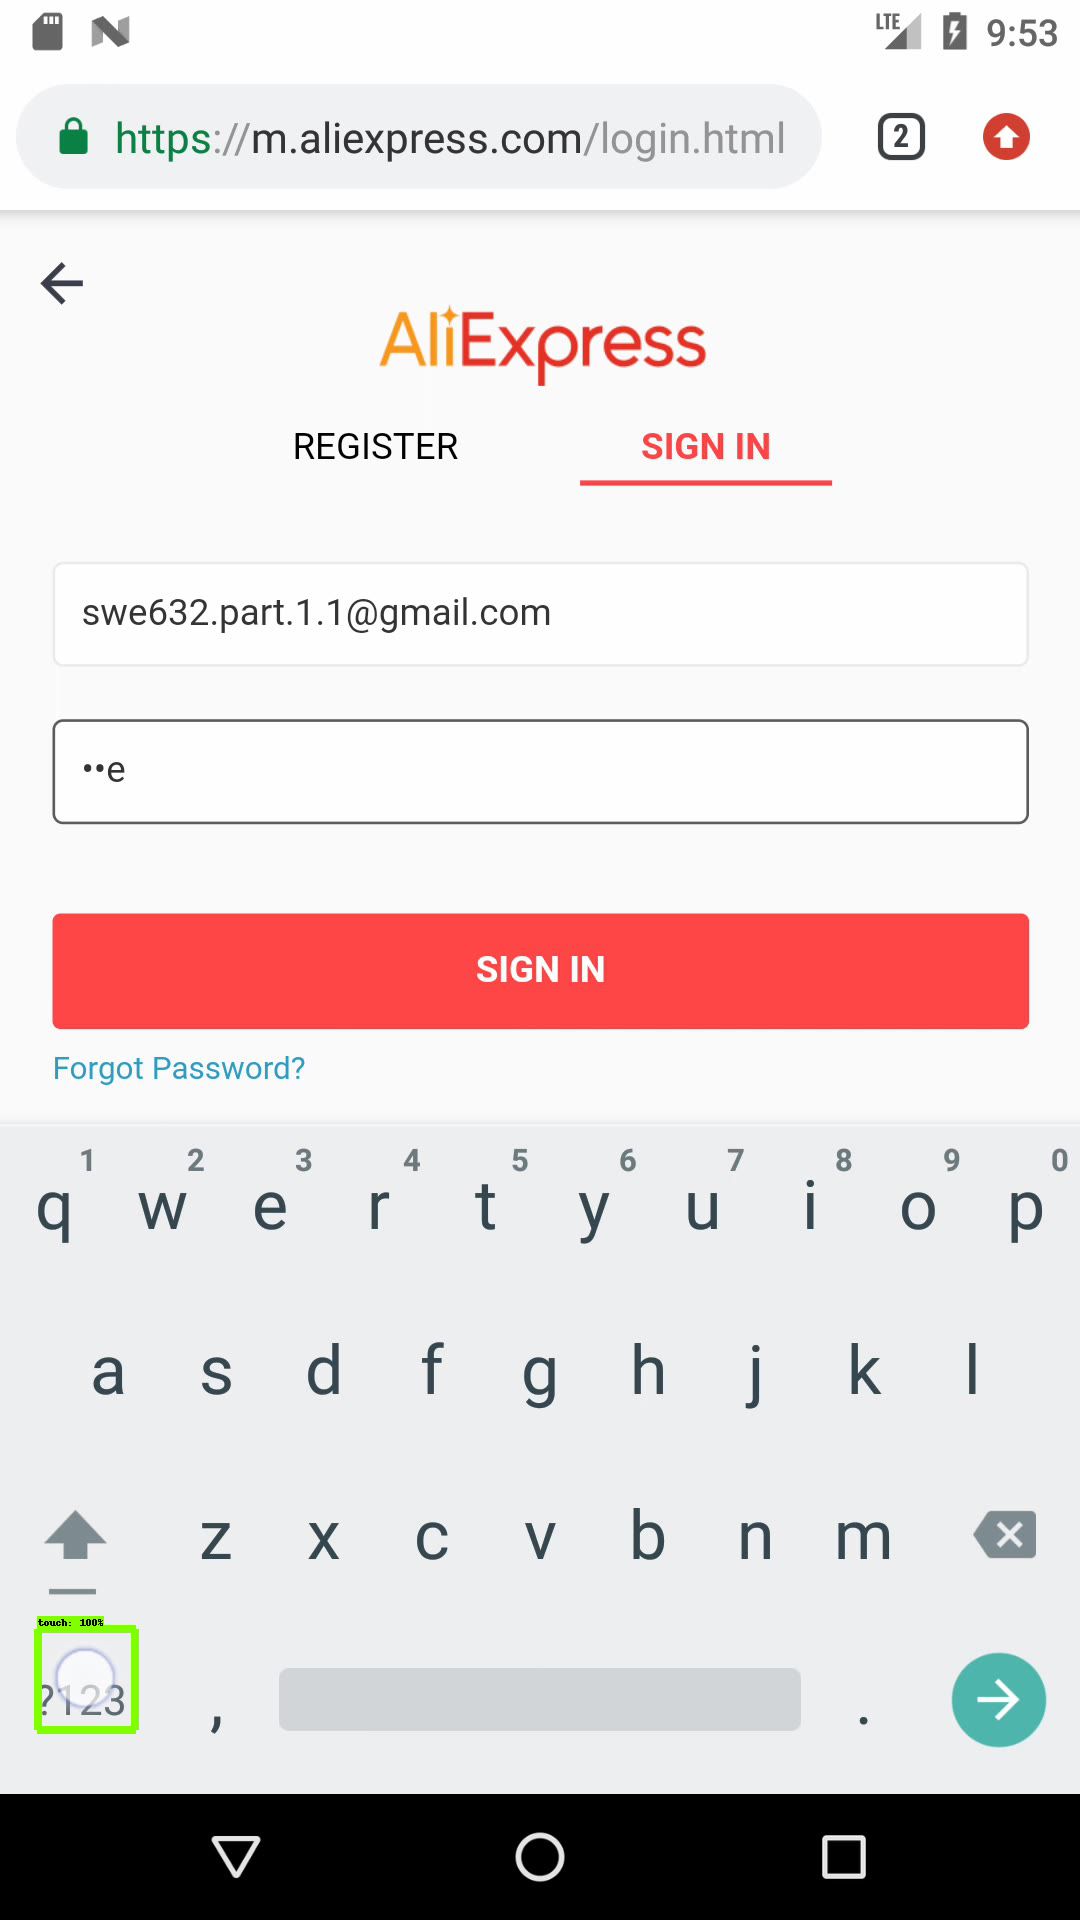 LTE 9:53
https://m.aliexpress.com/login.html 2
AliExpress
REGISTER SIGN IN
swe632.part.1.1@gmail.com
••e
SIGN IN
Forgot Password?
1 2 3 4 5 6 7 8 9 0
q w e r t y u i o p
a s d f g h j k l
z x c v b n m
touch: 100%
?123 , .